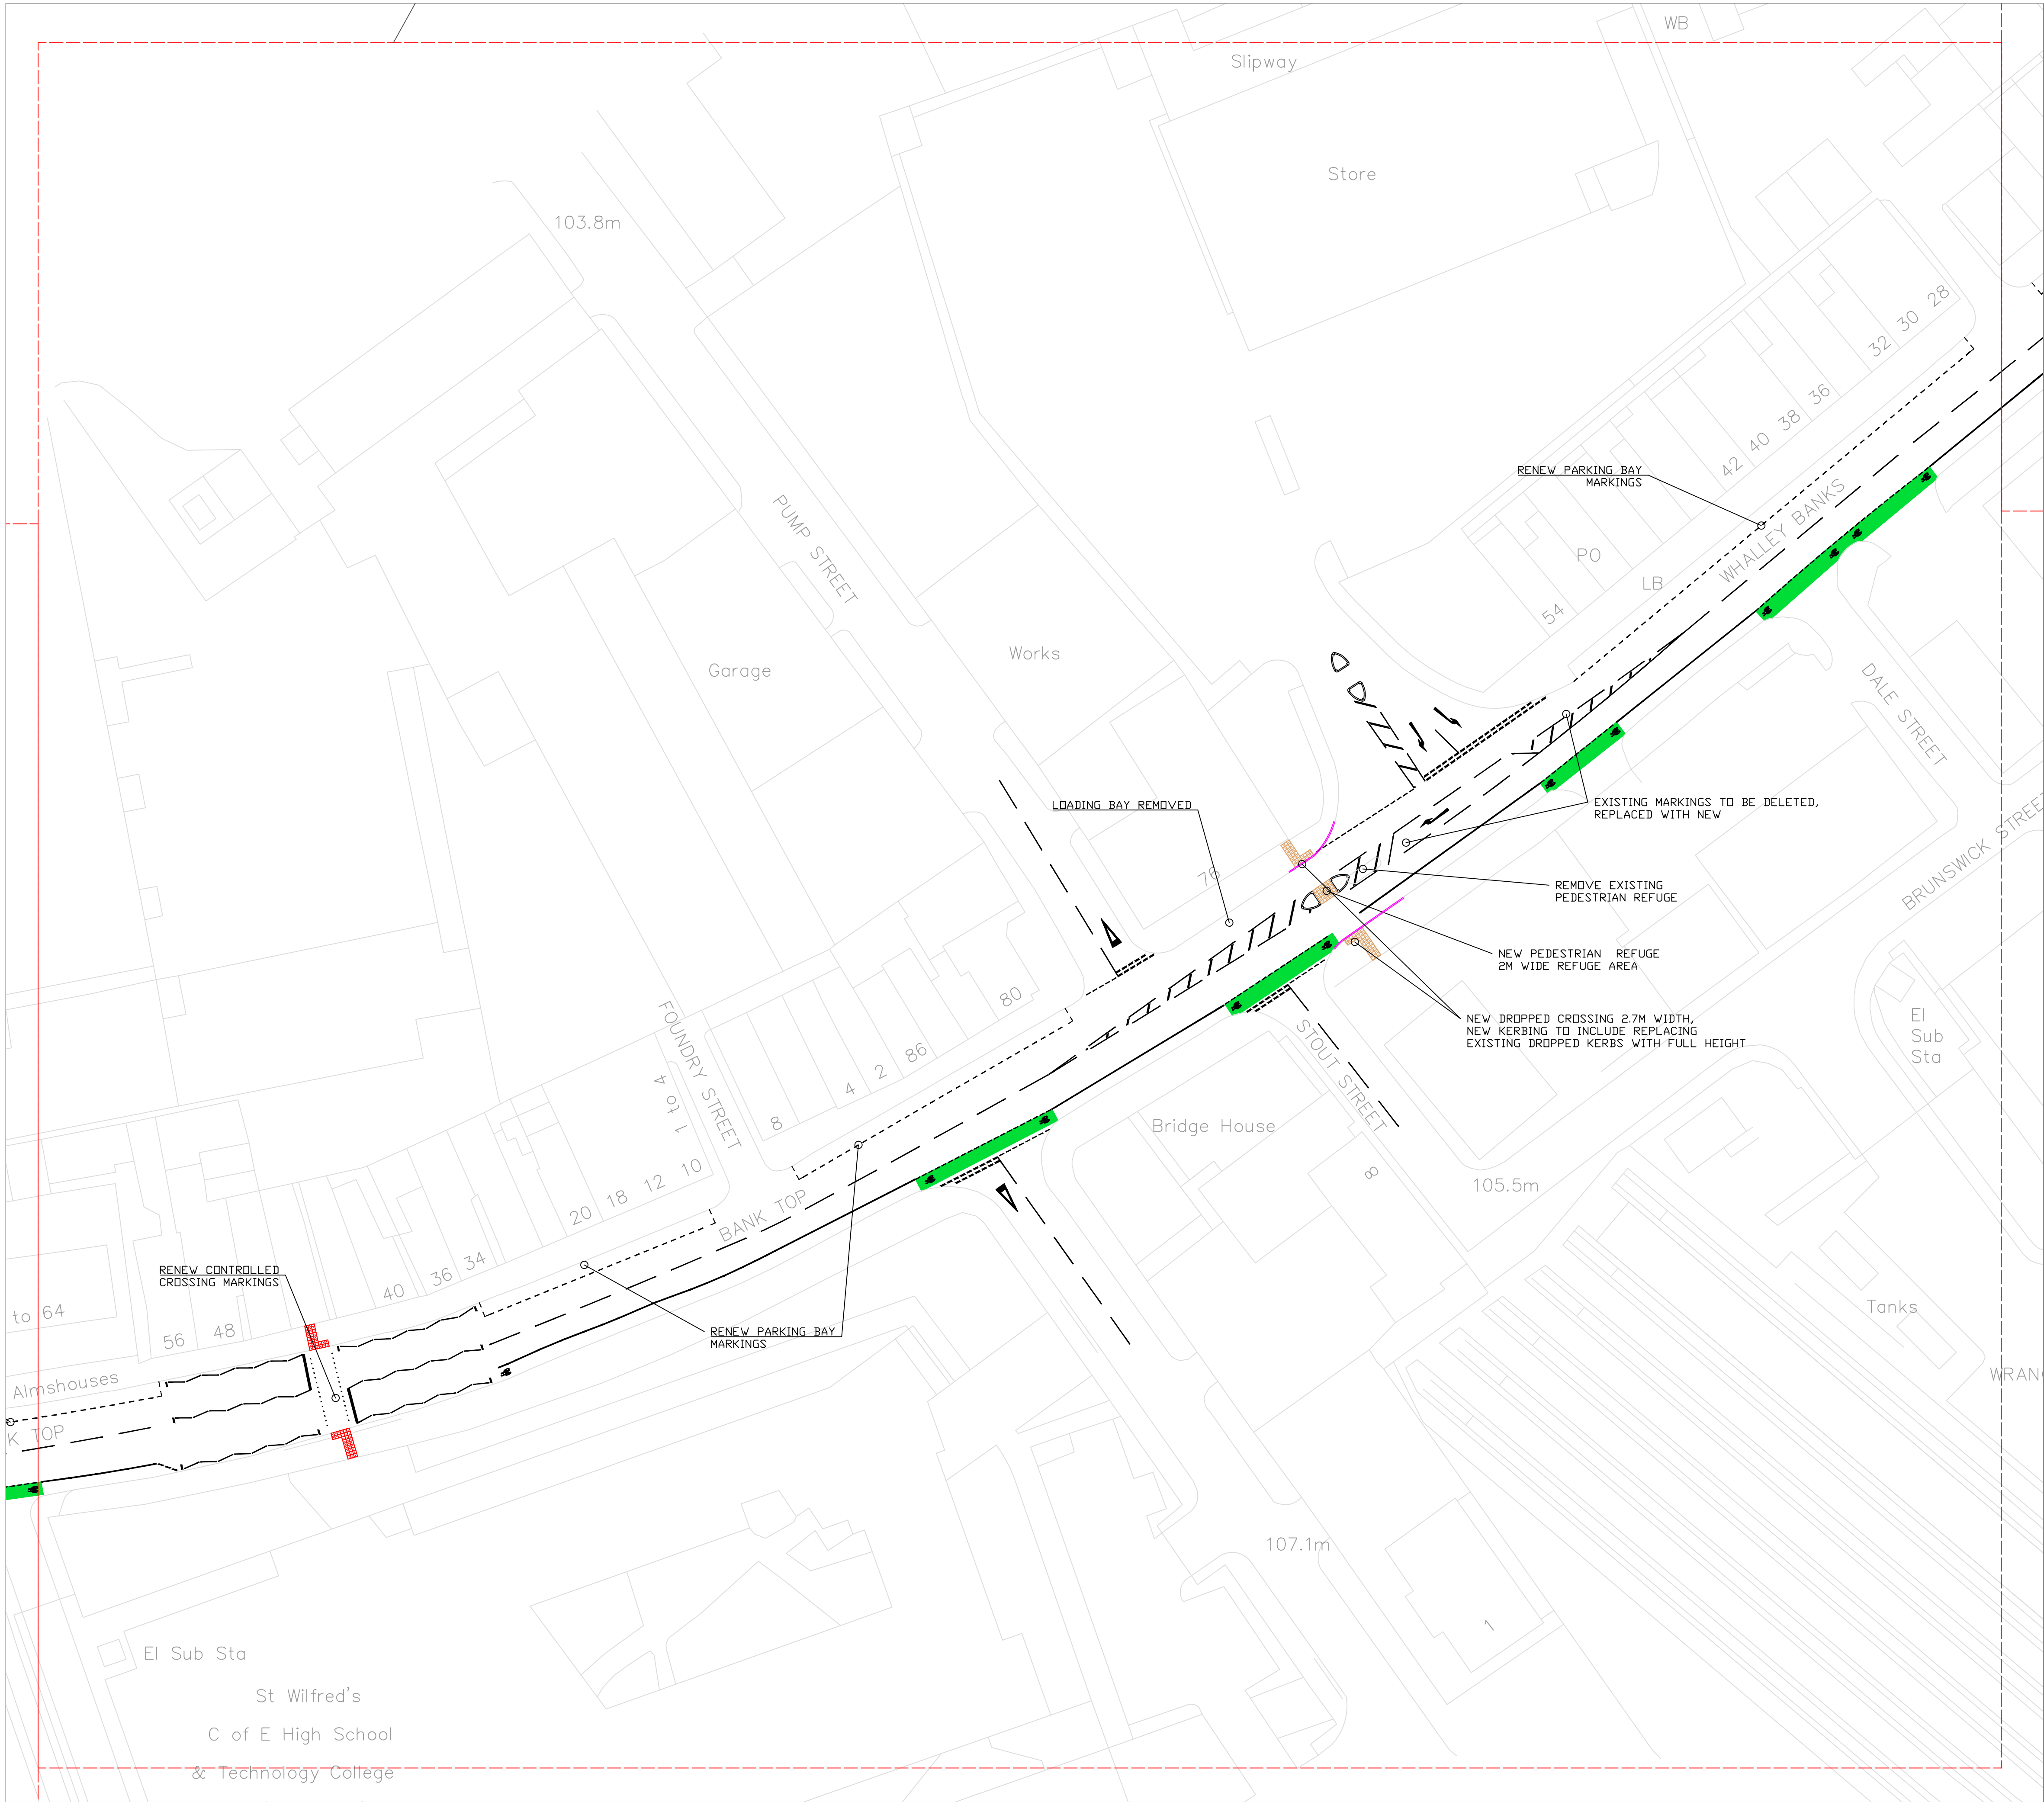 WB
Slipway
Store
103.8m
28
30
32
36
38
40
42
RENEW PARKING BAY
MARKINGS
WHALLEY BANKS
PO
LB
54
PUMP STREET
Works
Garage
DALE STREET
LOADING BAY REMOVED
EXISTING MARKINGS TO BE DELETED,
REPLACED WITH NEW
BRUNSWICK STREET
76
REMOVE EXISTING
PEDESTRIAN REFUGE
NEW PEDESTRIAN REFUGE
2M WIDE REFUGE AREA
80
NEW DROPPED CROSSING 2.7M WIDTH,
NEW KERBING TO INCLUDE REPLACING
EXISTING DROPPED KERBS WITH FULL HEIGHT
El
Sub
Sta
FOUNDRY STREET
STOUT STREET
86
2
4
8
1 to 4
Bridge House
8
105.5m
10
12
18
20
BANK TOP
34
36
40
RENEW CONTROLLED
CROSSING MARKINGS
to 64
48
56
Tanks
RENEW PARKING BAY
MARKINGS
Almshouses
WRAN
K TOP
107.1m
1
El Sub Sta
St Wilfred's
C of E High School
& Technology College